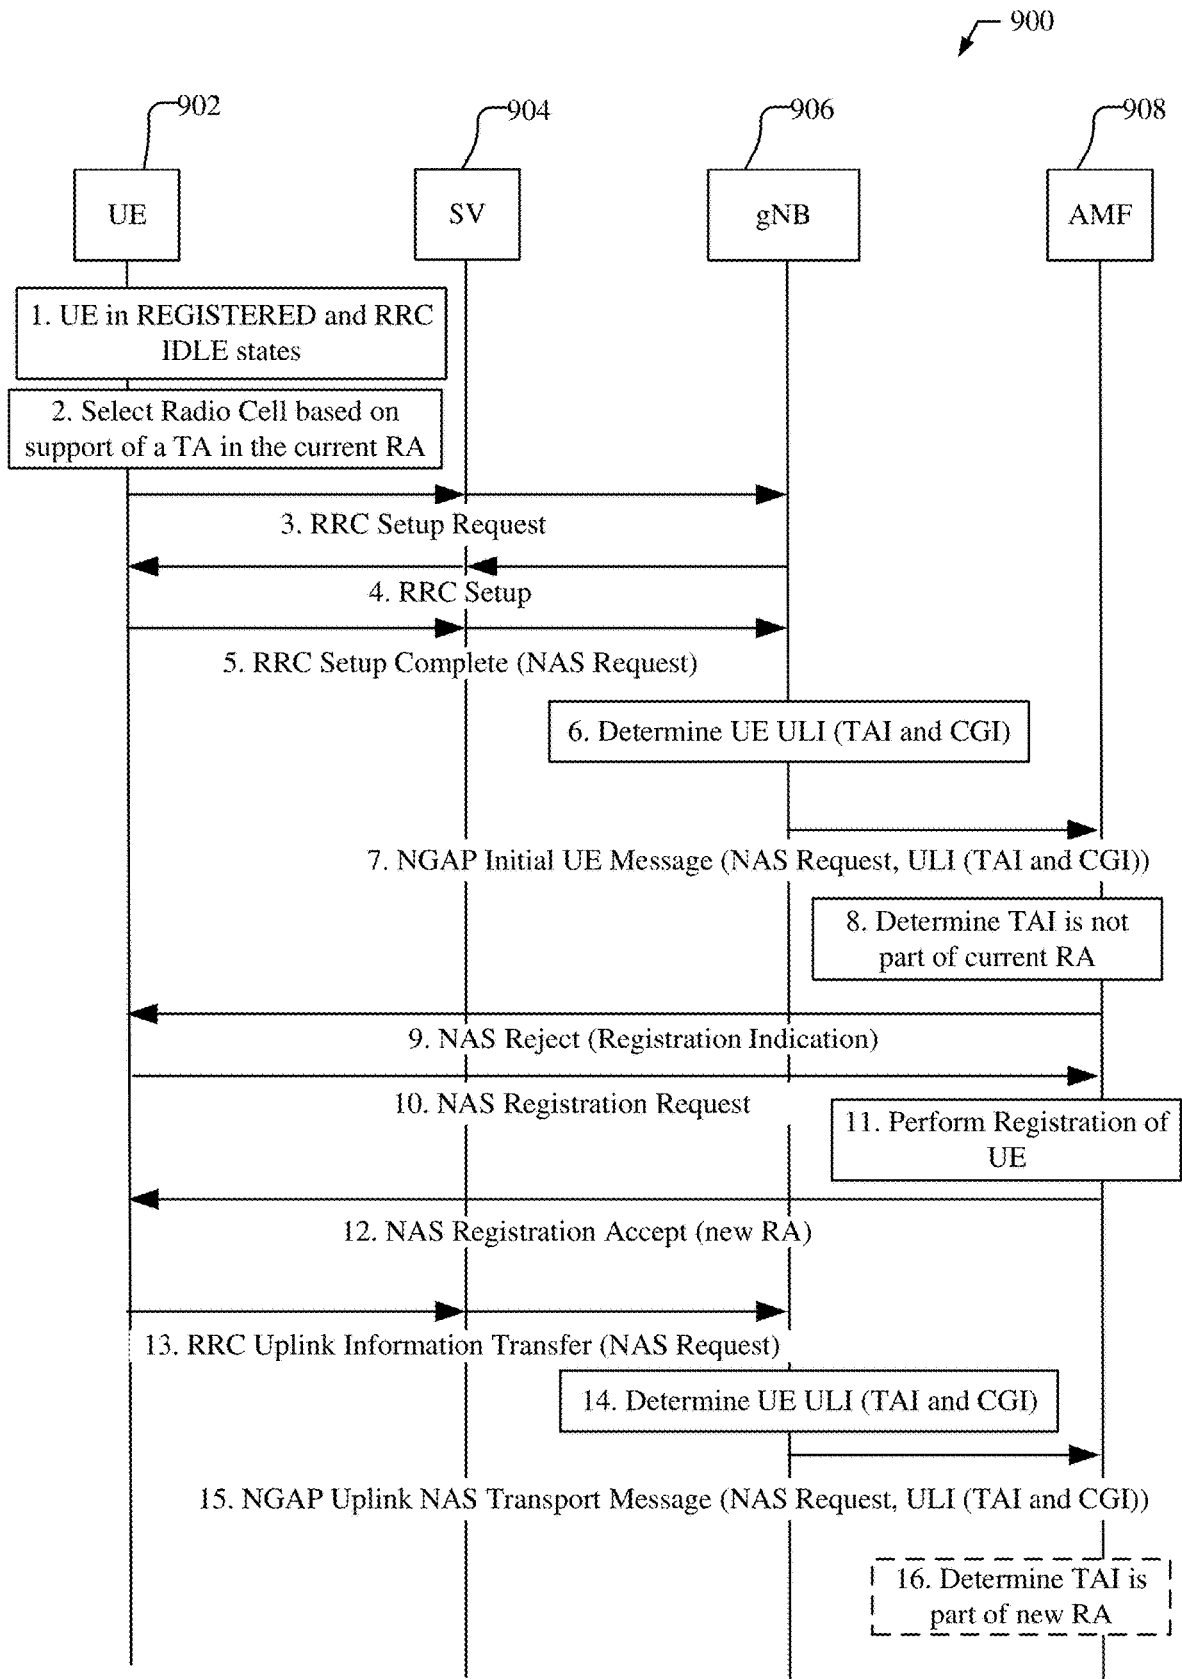 900
902
904
906
908
UE
SV
gNB
AMF
1. UE in REGISTERED and RRC
IDLE states
2. Select Radio Cell based on
support of a TA in the current RA
3. RRC Setup Request
4. RRC Setup
5. RRC Setup Complete (NAS Request)
6. Determine UE ULI (TAI and CGI)
7. NGAP Initial UE Message (NAS Request, ULI (TAI and CGI))
8. Determine TAI is not
part of current RA
9. NAS Reject (Registration Indication)
10. NAS Registration Request
11. Perform Registration of
UE
12. NAS Registration Accept (new RA)
13. RRC Uplink Information Transfer (NAS Request)
14. Determine UE ULI (TAI and CGI)
15. NGAP Uplink NAS Transport Message (NAS Request, ULI (TAI and CGI))
16. Determine TAI is
part of new RA